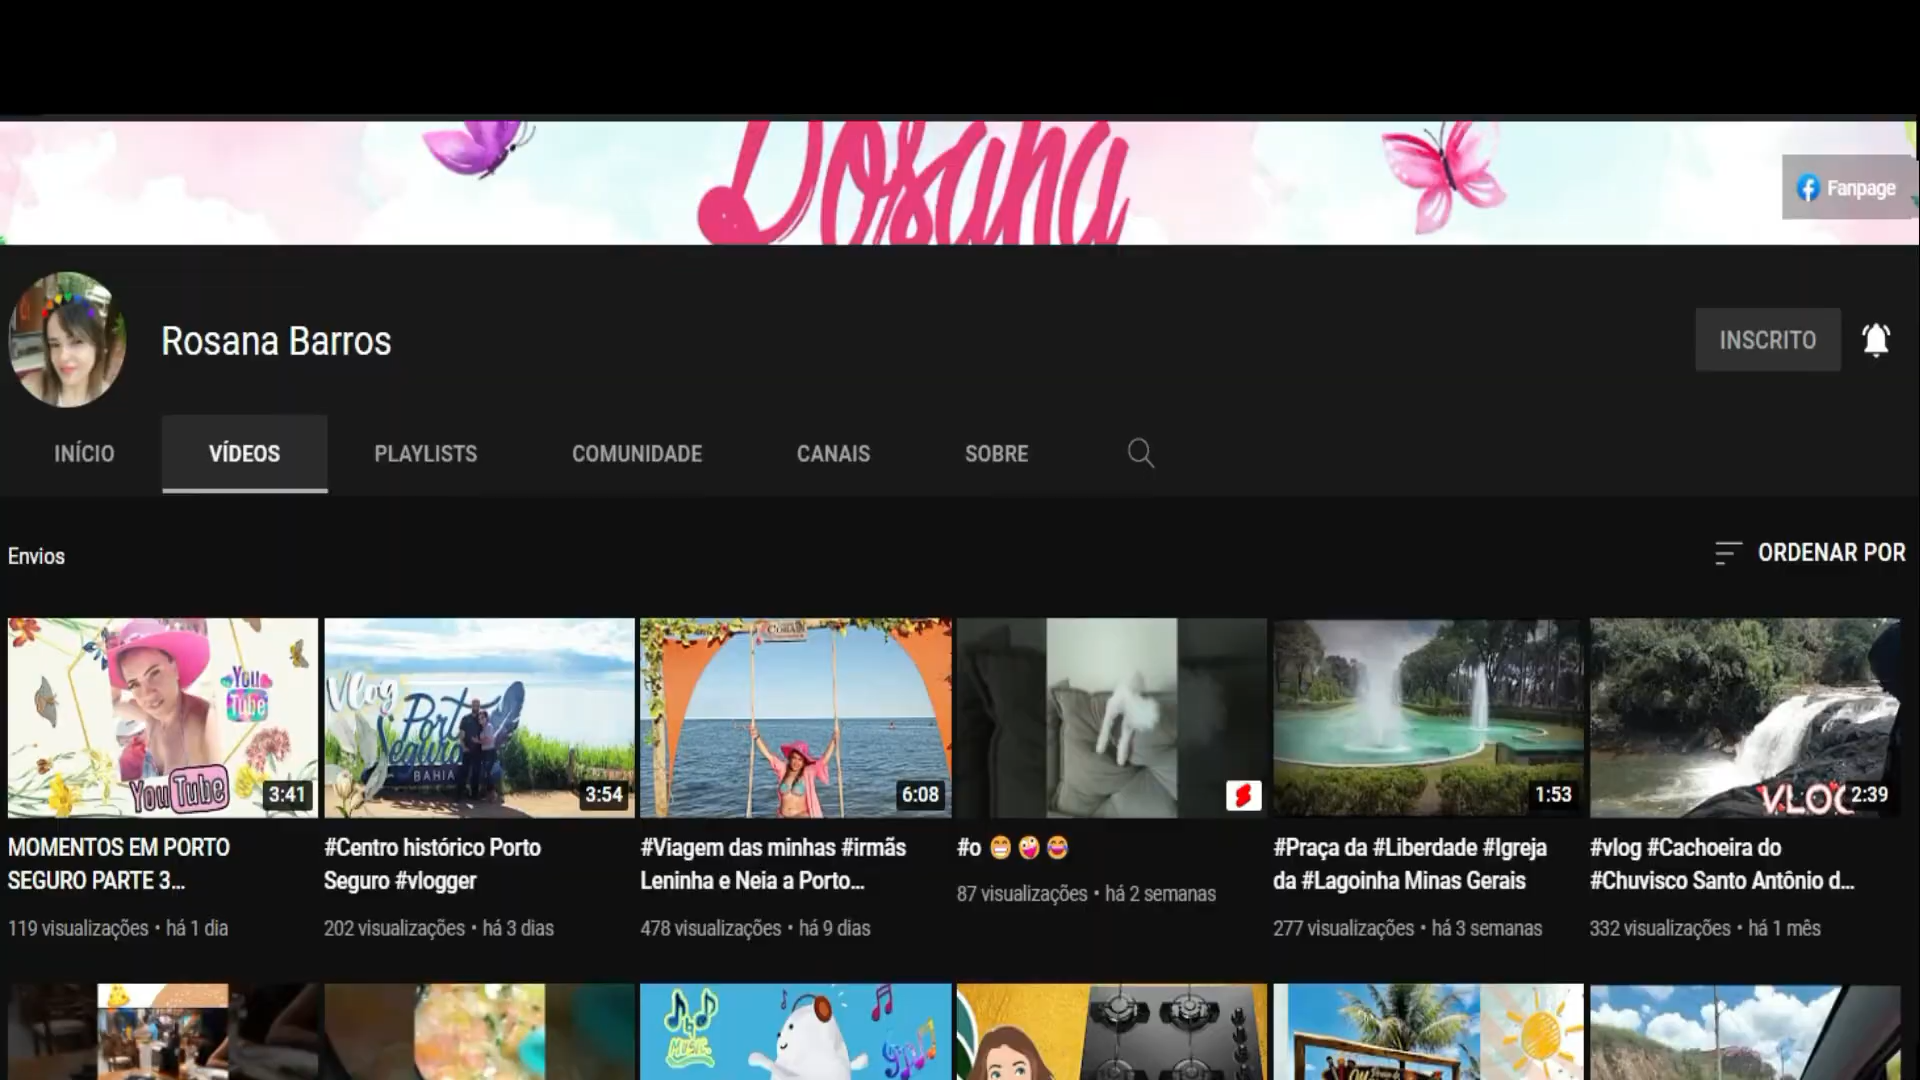 Rosana
Fanpage
Rosana Barros
INSCRITO
INÍCIO
VÍDEOS
PLAYLISTS
COMUNIDADE
CANAIS
SOBRE
Envios
ORDENAR POR
You
Tube
YouTube
3:41
Vlog
Porto
Seguro
BAHIA
3:54
6:08
1:53
VLOG
2:39
MOMENTOS EM PORTO
SEGURO PARTE 3...
119 visualizações • há 1 dia
#Centro histórico Porto
Seguro #vlogger
202 visualizações • há 3 dias
#Viagem das minhas #irmãs
Leninha e Neia a Porto...
478 visualizações • há 9 dias
#o 😁 🤪 😂
87 visualizações • há 2 semanas
#Praça da #Liberdade #Igreja
da #Lagoinha Minas Gerais
277 visualizações • há 3 semanas
#vlog #Cachoeira do
#Chuvisco Santo Antônio d...
332 visualizações • há 1 mês
MUSIC